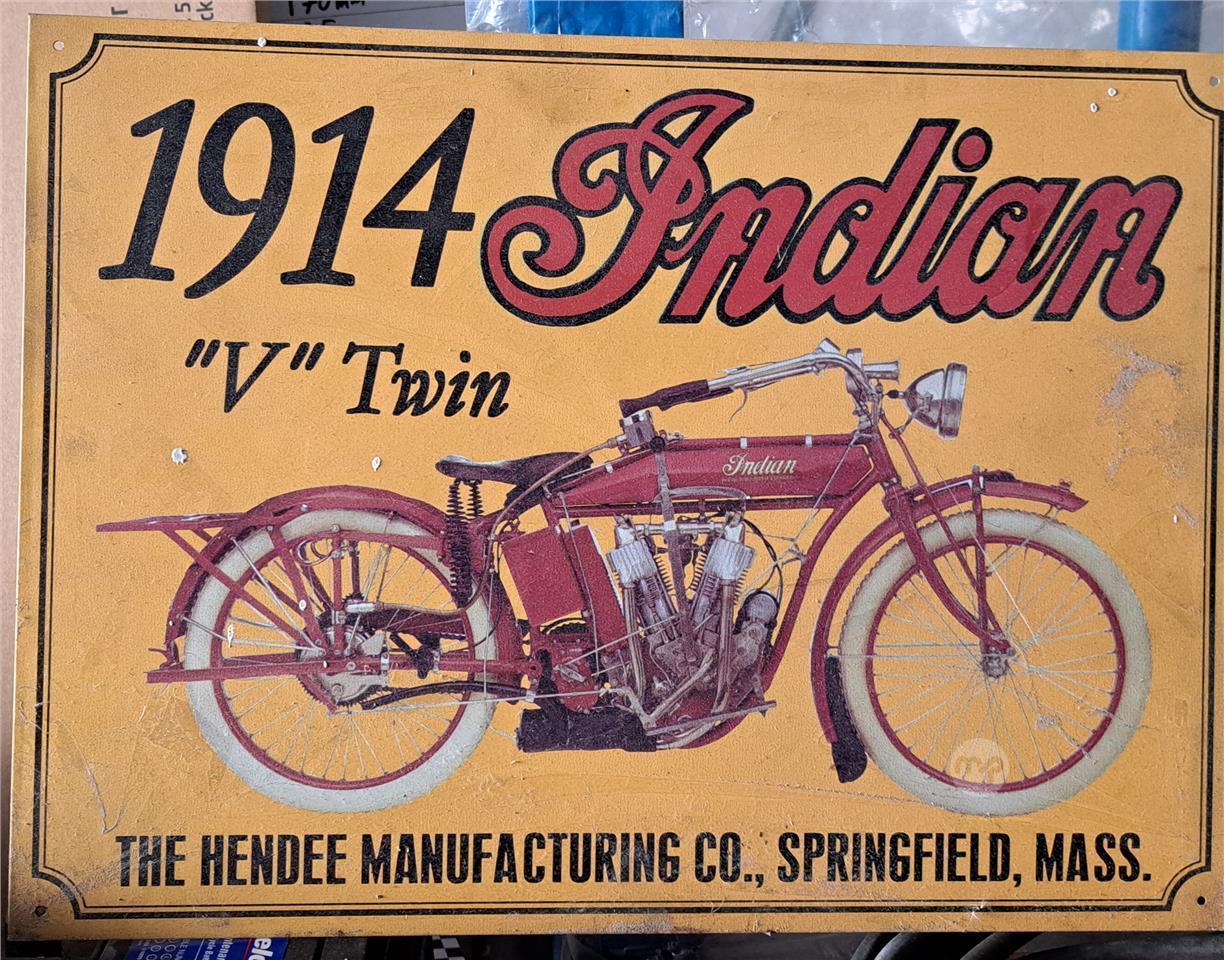 1914 Indian
"V" Twin
Indian
THE HENDEE MANUFACTURING CO., SPRINGFIELD, MASS.